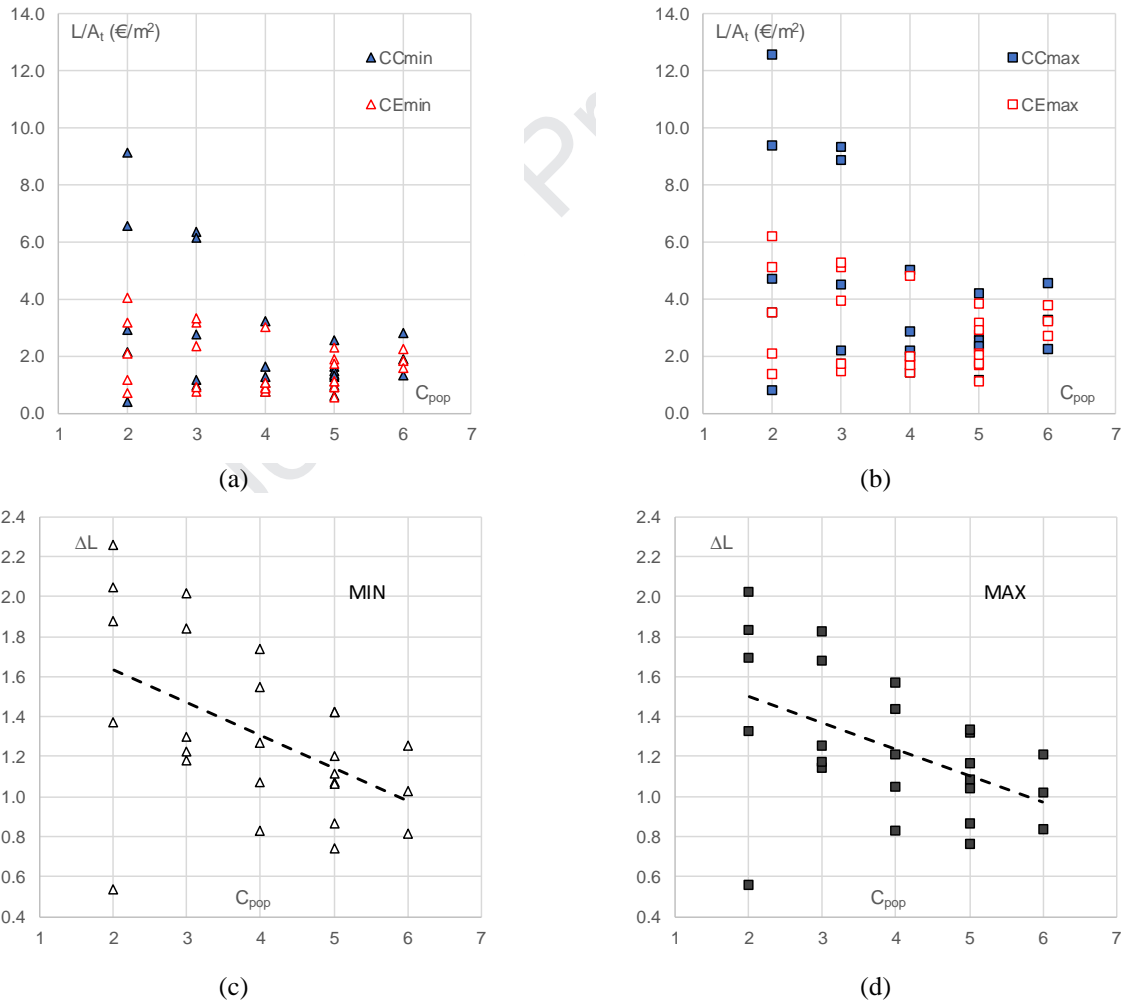 14.0
12.0
10.0
8.0
6.0
4.0
2.0
0.0
L/At (€/m²)
CCmin
CEmin
Cpop
1 2 3 4 5 6 7
(a)
14.0
12.0
10.0
8.0
6.0
4.0
2.0
0.0
L/At (€/m²)
CCmax
CEmax
Cpop
1 2 3 4 5 6 7
(b)
2.4
2.2
2.0
1.8
1.6
1.4
1.2
1.0
0.8
0.6
0.4
ΔL
MIN
Cpop
1 2 3 4 5 6 7
(c)
2.4
2.2
2.0
1.8
1.6
1.4
1.2
1.0
0.8
0.6
0.4
ΔL
MAX
Cpop
1 2 3 4 5 6 7
(d)